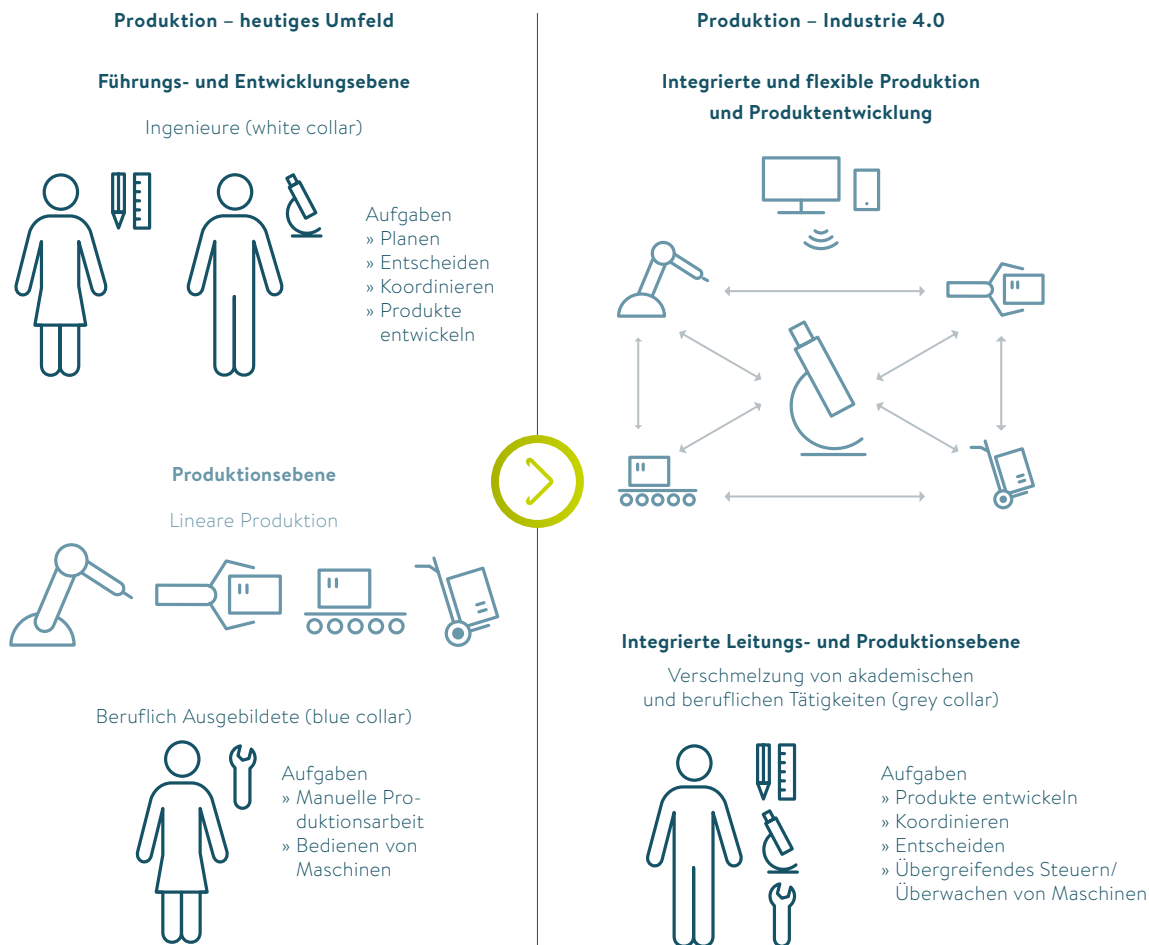 Produktion – heutiges Umfeld
Führungs- und Entwicklungsebene
Ingenieure (white collar)
Aufgaben
» Planen
» Entscheiden
» Koordinieren
» Produkte
entwickeln
Produktionsebene
Lineare Produktion
Beruflich Ausgebildete (blue collar)
Aufgaben
» Manuelle Pro-
duktionsarbeit
» Bedienen von
Maschinen
Produktion – Industrie 4.0
Integrierte und flexible Produktion
und Produktentwicklung
Integrierte Leitungs- und Produktionsebene
Verschmelzung von akademischen
und beruflichen Tätigkeiten (grey collar)
Aufgaben
» Produkte entwickeln
» Koordinieren
» Entscheiden
» Übergreifendes Steuern/
Überwachen von Maschinen